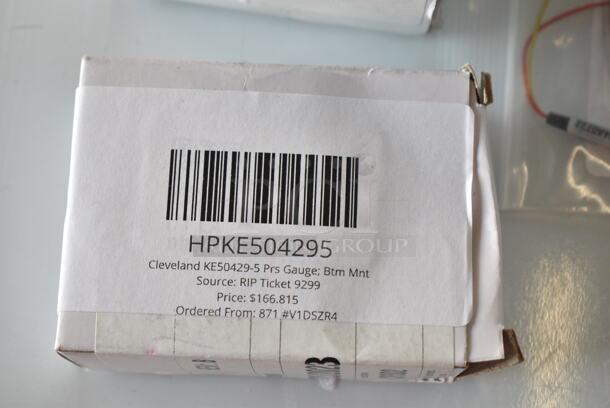 HPKE504295
GROUP
Cleveland KE50429-5 Prs Gauge; Btm Mnt
Source: RIP Ticket 9299
Price: $166.815
Ordered From: 871 #V1DSZR4